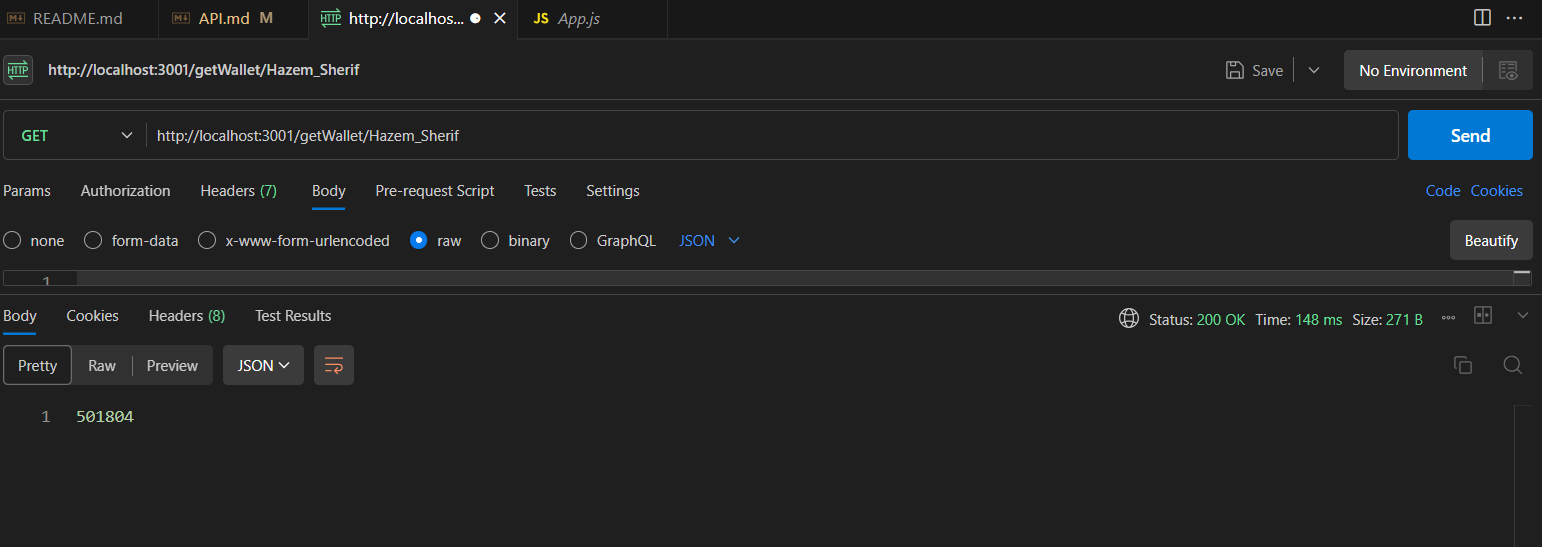 README.md API.md M HTTP http://localhos... JS App.js
HTTP http://localhost:3001/getWallet/Hazem_Sherif Save No Environment
GET http://localhost:3001/getWallet/Hazem_Sherif Send
Params Authorization Headers (7) Body Pre-request Script Tests Settings Code Cookies
none form-data x-www-form-urlencoded raw binary GraphQL JSON Beautify
1
Body Cookies Headers (8) Test Results Status: 200 OK Time: 148 ms Size: 271 B
Pretty Raw Preview JSON
1 501804